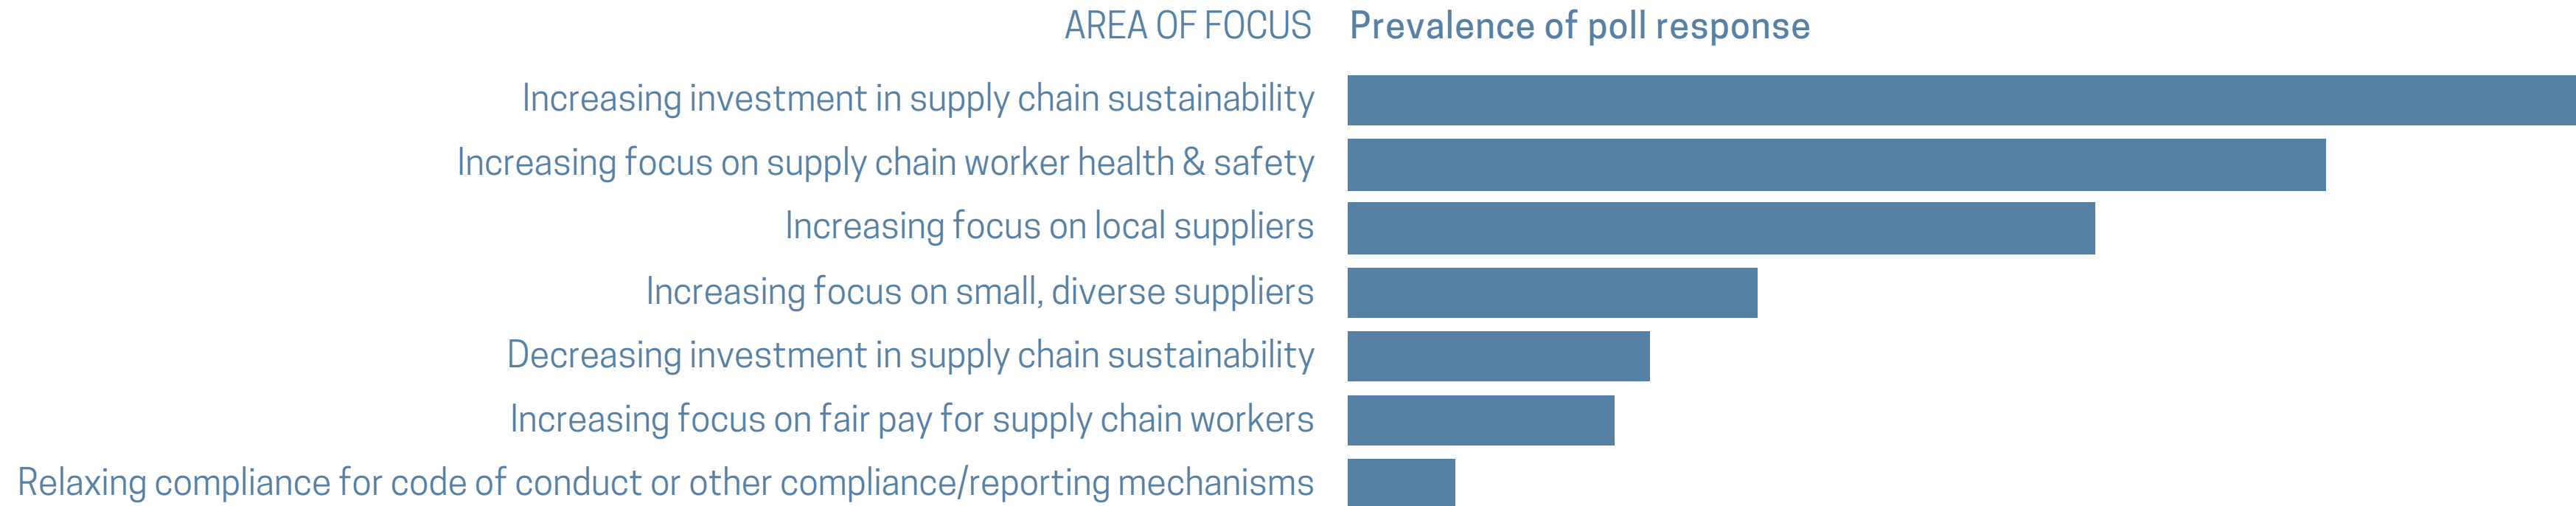 AREA OF FOCUS Prevalence of poll response
Increasing investment in supply chain sustainability
Increasing focus on supply chain worker health & safety
Increasing focus on local suppliers
Increasing focus on small, diverse suppliers
Decreasing investment in supply chain sustainability
Increasing focus on fair pay for supply chain workers
Relaxing compliance for code of conduct or other compliance/reporting mechanisms